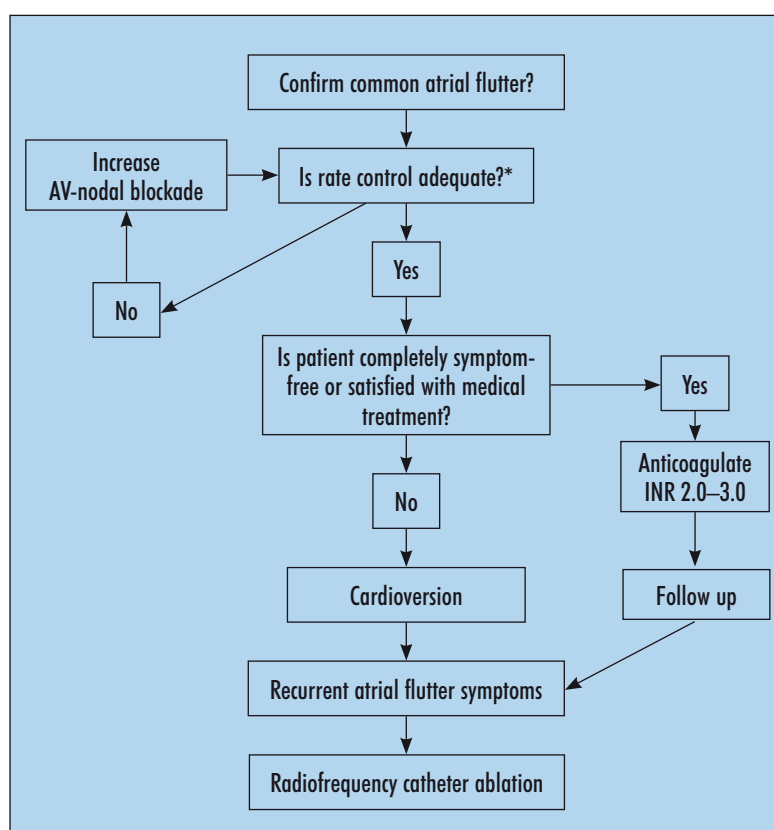 Confirm common atrial flutter?
Increase
AV-nodal blockade
Is rate control adequate?*
Yes
No
Is patient completely symptom-
free or satisfied with medical
treatment?
Yes
Anticoagulate
INR 2.0–3.0
No
Cardioversion
Follow up
Recurrent atrial flutter symptoms
Radiofrequency catheter ablation